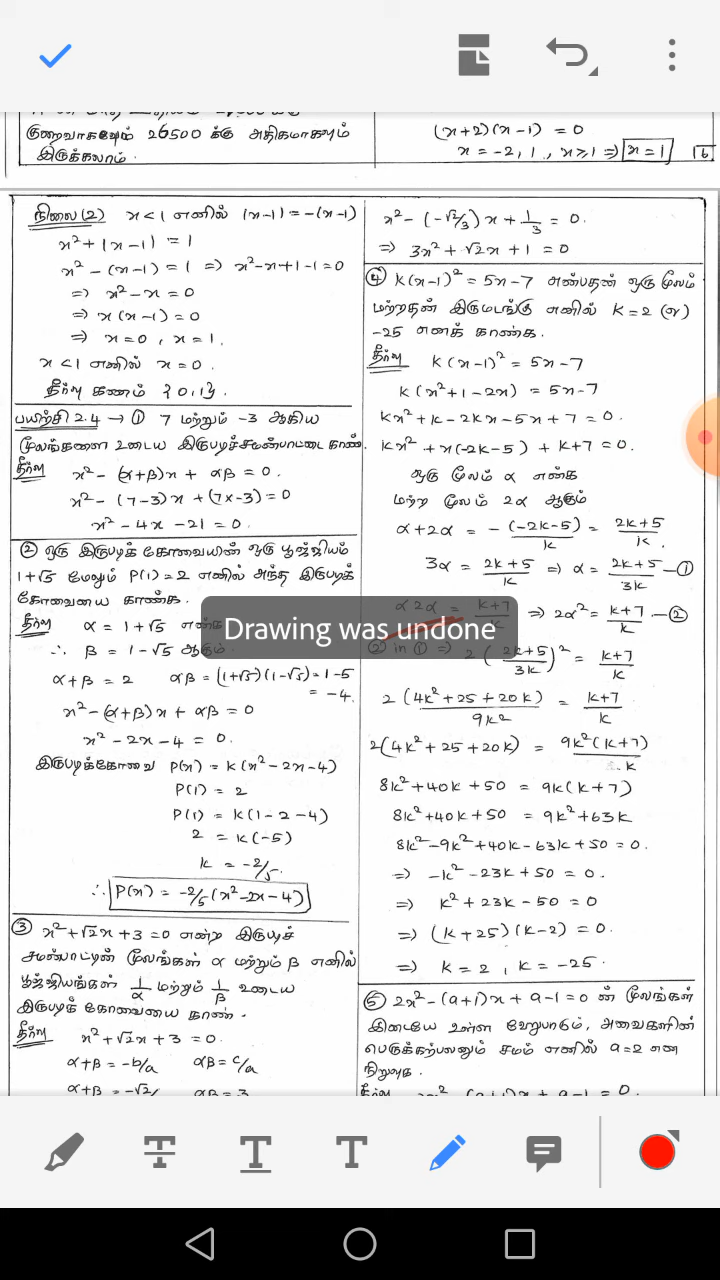 குறைவாகவும் 26500 க்கு அதிகமாகவும்
இருக்கலாம்.
(x+2)(x-1) = 0
x = -2, 1, x ≥ 1 ⇒ x = 1
16
நிலை (2) x < 1 எனில் |x-1| = -(x-1)
x² + |x-1| = 1
x² - (x-1) = 1 ⇒ x² - x + 1 - 1 = 0
⇒ x² - x = 0
⇒ x(x-1) = 0
⇒ x = 0, x = 1.
x < 1 எனில் x = 0.
தீர்வு கணம் {0, 1}.
பயிற்சி 2.4 → ① 7 மற்றும் -3 ஆகிய
மூலங்களை உடைய இருபடிச்சமன்பாட்டை காண்.
தீர்வு x² - (α+β)x + αβ = 0.
x² - (7-3)x + (7x-3) = 0
x² - 4x - 21 = 0.
② ஒரு இருபடிக் கோவையின் ஒரு பூஜ்ஜியம்
1+√5 மேலும் P(1) = 2 எனில் அந்த இருபடிக்
கோவையை காண்க.
தீர்வு α = 1+√5 என்க
∴ β = 1-√5 ஆகும்.
α+β = 2 αβ = (1+√5)(1-√5) = 1-5
= -4.
x² - (α+β)x + αβ = 0
x² - 2x - 4 = 0.
இருபடிக்கோவை P(x) = k(x² - 2x - 4)
P(1) = 2
P(1) = k(1-2-4)
2 = k(-5)
k = -2/5.
∴ P(x) = -2/5 (x² - 2x - 4)
③ x² + √2x + 3 = 0 என்ற இருபடிச்
சமன்பாட்டின் மூலங்கள் α மற்றும் β எனில்
பூஜ்ஜியங்கள் 1/α மற்றும் 1/β உடைய
இருபடிக் கோவையை காண்.
தீர்வு x² + √2x + 3 = 0.
α+β = -b/a αβ = c/a
α+β = -√2/ αβ = 3
x² - (-√2/3)x + 1/3 = 0.
⇒ 3x² + √2x + 1 = 0
④ k(x-1)² = 5x-7 என்பதன் ஒரு மூலம்
மற்றதன் இருமடங்கு எனில் k = 2 (or)
-25 எனக் காண்க.
தீர்வு k(x-1)² = 5x-7
k(x²+1-2x) = 5x-7
kx² + k - 2kx - 5x + 7 = 0.
kx² + x(-2k-5) + k+7 = 0.
ஒரு மூலம் α என்க
மற்ற மூலம் 2α ஆகும்
α+2α = -(-2k-5)/k = 2k+5/k.
3α = 2k+5/k ⇒ α = 2k+5/3k —①
α 2α = k+7/k ⇒ 2α² = k+7/k —②
Drawing was undone
② in ① ⇒ 2(2k+5/3k)² = k+7/k
2(4k²+25+20k)/9k² = k+7/k
2(4k²+25+20k) = 9k²(k+7)/k
8k²+40k+50 = 9k(k+7)
8k²+40k+50 = 9k²+63k
8k²-9k²+40k-63k+50 = 0.
⇒ -k²-23k+50 = 0.
⇒ k²+23k-50 = 0
⇒ (k+25)(k-2) = 0.
⇒ k = 2, k = -25.
⑤ 2x²-(a+1)x + a-1 = 0 ன் மூலங்கள்
இடையே உள்ள வேறுபாடும், அவைகளின்
பெருக்கற்பலனும் சமம் எனில் a=2 என
நிறுவுக.
தீர்வு 2x² (a+1)x + a-1 = 0